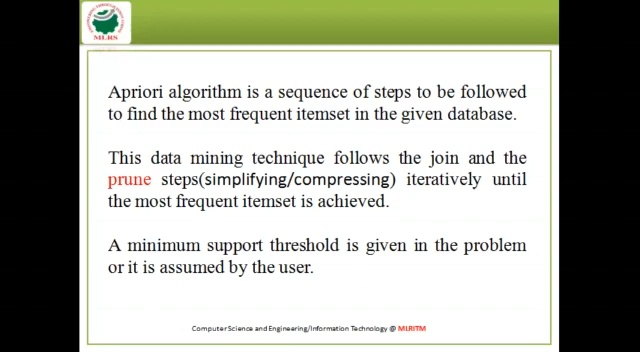 MLRS
Apriori algorithm is a sequence of steps to be followed
to find the most frequent itemset in the given database.
This data mining technique follows the join and the
prune steps(simplifying/compressing) iteratively until
the most frequent itemset is achieved.
A minimum support threshold is given in the problem
or it is assumed by the user.
Computer Science and Engineering/Information Technology @ MLRITM